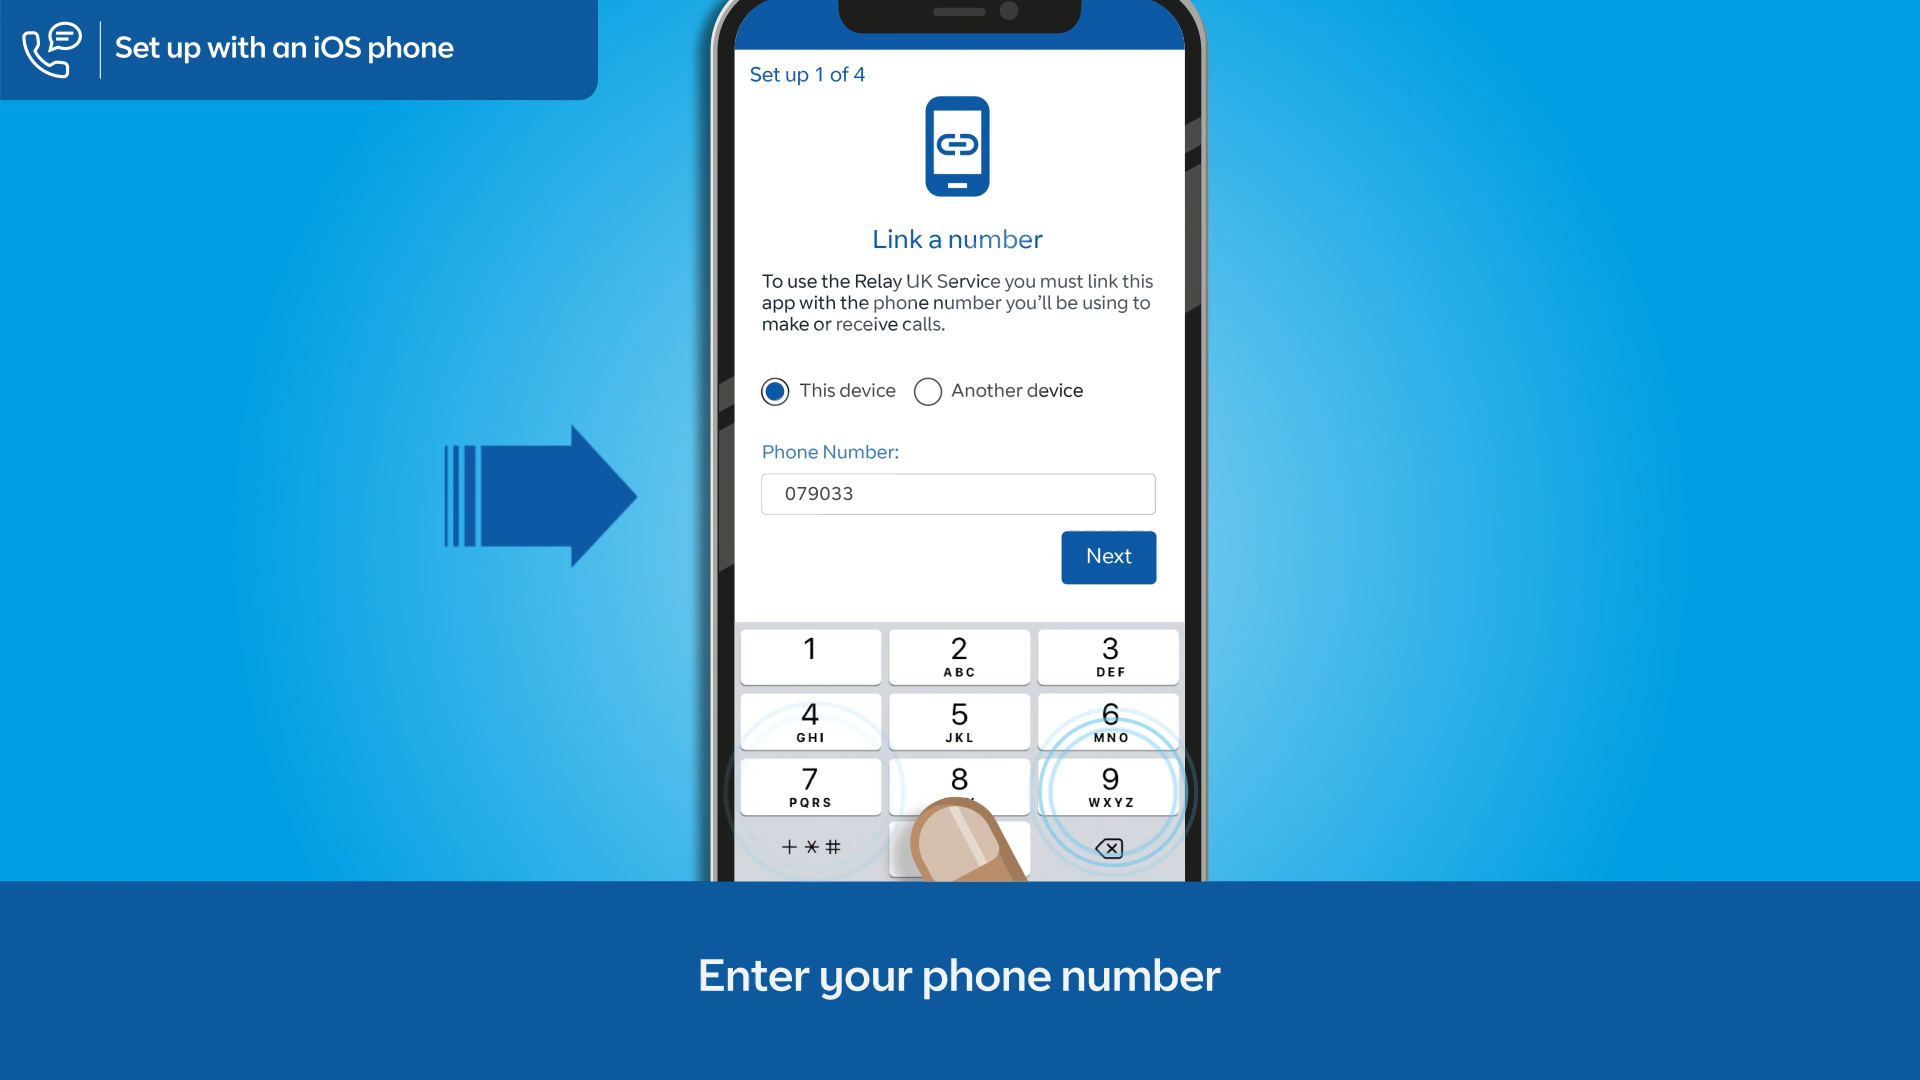 Set up with an iOS phone
Set up 1 of 4
Link a number
To use the Relay UK Service you must link this
app with the phone number you’ll be using to
make or receive calls.
This device
Another device
Phone Number:
079033
Next
1 2 3
ABC DEF
4 5 6
GHI JKL MNO
7 8 9
PQRS WXYZ
+ * #
Enter your phone number